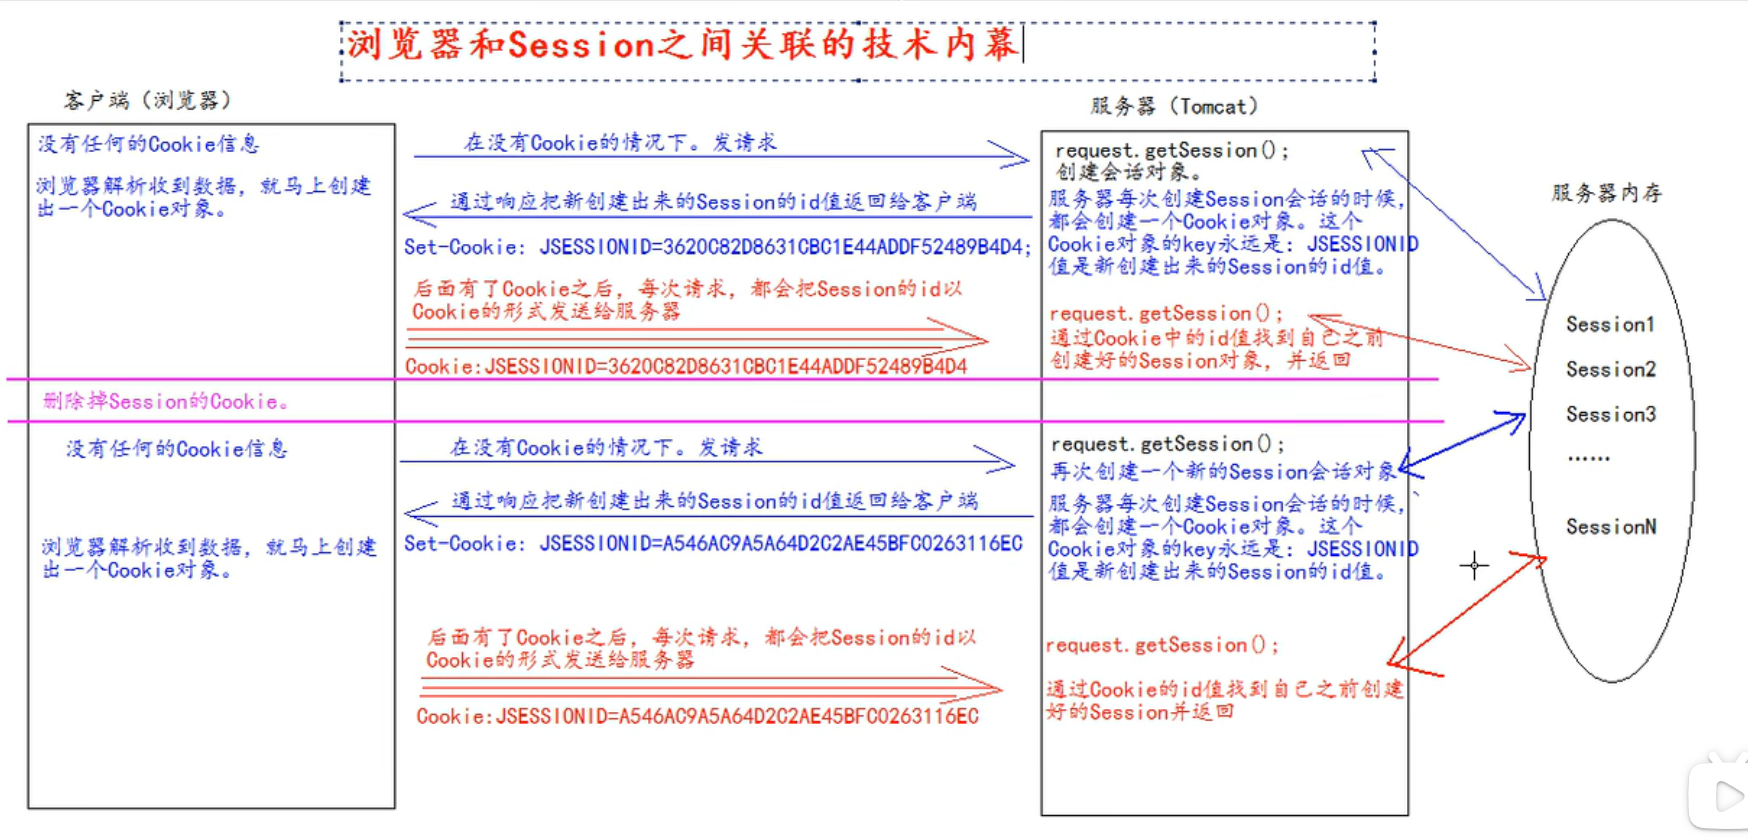 浏览器和Session之间关联的技术内幕
客户端（浏览器）
服务器（Tomcat）
没有任何的Cookie信息
浏览器解析收到数据，就马上创建
出一个Cookie对象。
在没有Cookie的情况下。发请求
通过响应把新创建出来的Session的id值返回给客户端
Set-Cookie: JSESSIONID=3620C82D8631CBC1E44ADDF52489B4D4;
后面有了Cookie之后，每次请求，都会把Session的id以
Cookie的形式发送给服务器
Cookie:JSESSIONID=3620C82D8631CBC1E44ADDF52489B4D4
request.getSession();
创建会话对象。
服务器每次创建Session会话的时候，
都会创建一个Cookie对象。这个
Cookie对象的key永远是：JSESSIONID
值是新创建出来的Session的id值。
request.getSession();
通过Cookie中的id值找到自己之前
创建好的Session对象，并返回
服务器内存
Session1
Session2
Session3
......
SessionN
删除掉Session的Cookie。
没有任何的Cookie信息
浏览器解析收到数据，就马上创建
出一个Cookie对象。
在没有Cookie的情况下。发请求
通过响应把新创建出来的Session的id值返回给客户端
Set-Cookie: JSESSIONID=A546AC9A5A64D2C2AE45BFC0263116EC
后面有了Cookie之后，每次请求，都会把Session的id以
Cookie的形式发送给服务器
Cookie:JSESSIONID=A546AC9A5A64D2C2AE45BFC0263116EC
request.getSession();
再次创建一个新的Session会话对象
服务器每次创建Session会话的时候，
都会创建一个Cookie对象。这个
Cookie对象的key永远是：JSESSIONID
值是新创建出来的Session的id值。
request.getSession();
通过Cookie的id值找到自己之前创建
好的Session并返回